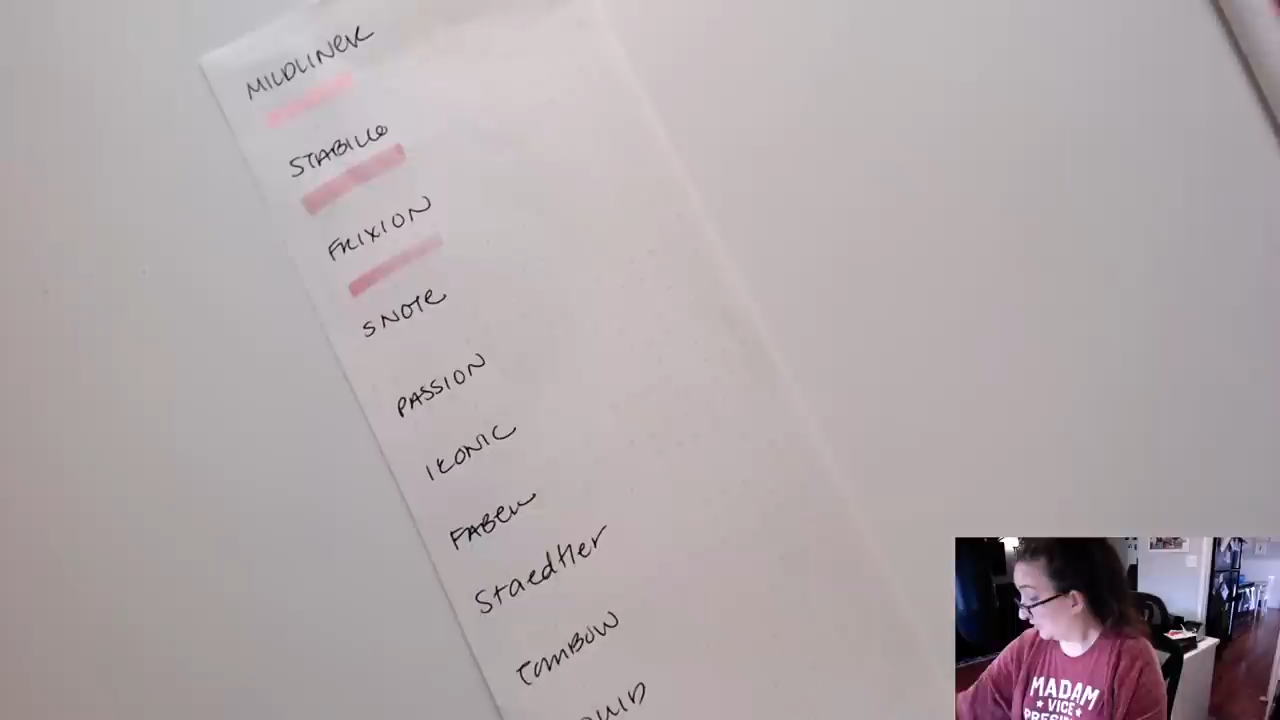 MILDLINER
STABILO
FRIXION
SNOTE
PASSION
IKONIC
FABER
Staedtler
TOMBOW
MADAM
VICE